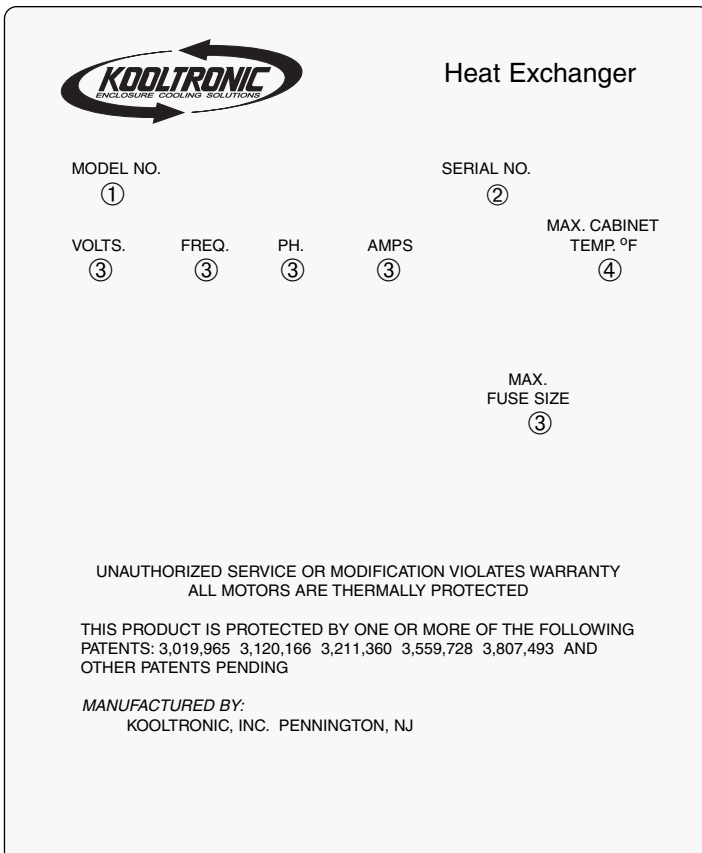 KOOLTRONIC
ENCLOSURE COOLING SOLUTIONS
Heat Exchanger
MODEL NO. SERIAL NO.
① ②
MAX. CABINET
VOLTS. FREQ. PH. AMPS TEMP. ºF
③ ③ ③ ③ ④
MAX.
FUSE SIZE
③
UNAUTHORIZED SERVICE OR MODIFICATION VIOLATES WARRANTY
ALL MOTORS ARE THERMALLY PROTECTED
THIS PRODUCT IS PROTECTED BY ONE OR MORE OF THE FOLLOWING
PATENTS: 3,019,965 3,120,166 3,211,360 3,559,728 3,807,493 AND
OTHER PATENTS PENDING
MANUFACTURED BY:
KOOLTRONIC, INC. PENNINGTON, NJ